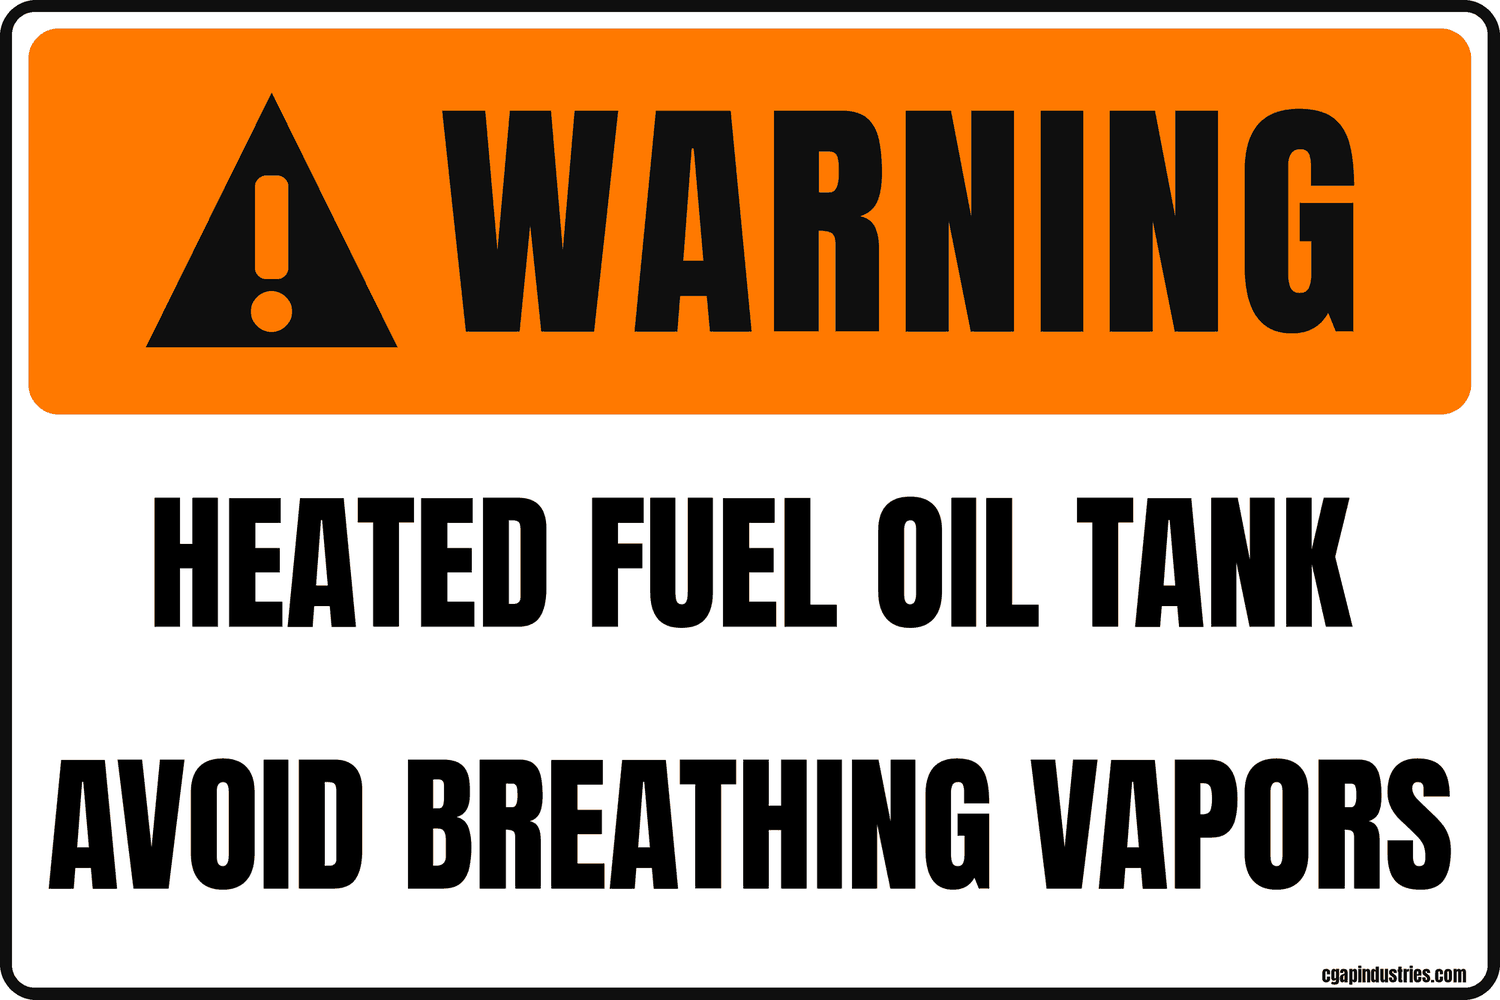 WARNING
HEATED FUEL OIL TANK
AVOID BREATHING VAPORS
cgapindustries.com